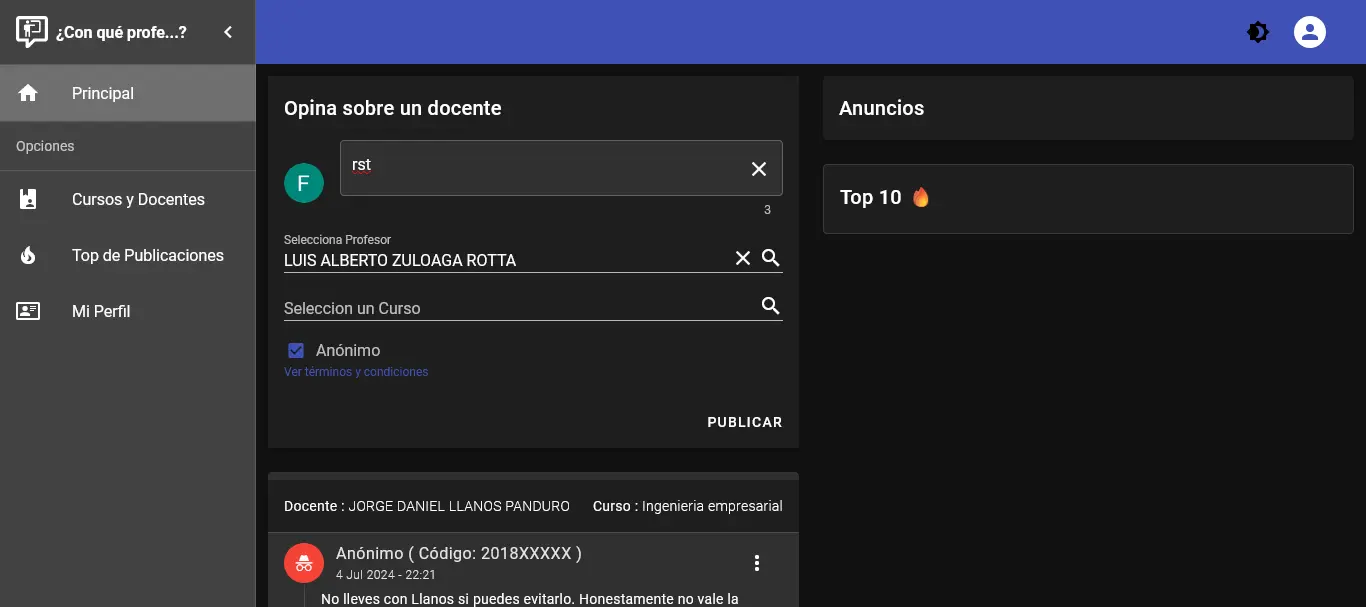 ¿Con qué profe...?
Principal
Opciones
Cursos y Docentes
Top de Publicaciones
Mi Perfil
Opina sobre un docente
F
rst
3
Selecciona Profesor
LUIS ALBERTO ZULOAGA ROTTA
Seleccion un Curso
Anónimo
Ver términos y condiciones
PUBLICAR
Docente : JORGE DANIEL LLANOS PANDURO Curso : Ingenieria empresarial
Anónimo ( Código: 2018XXXXX )
4 Jul 2024 - 22:21
No lleves con Llanos si puedes evitarlo. Honestamente no vale la
Anuncios
Top 10 🔥